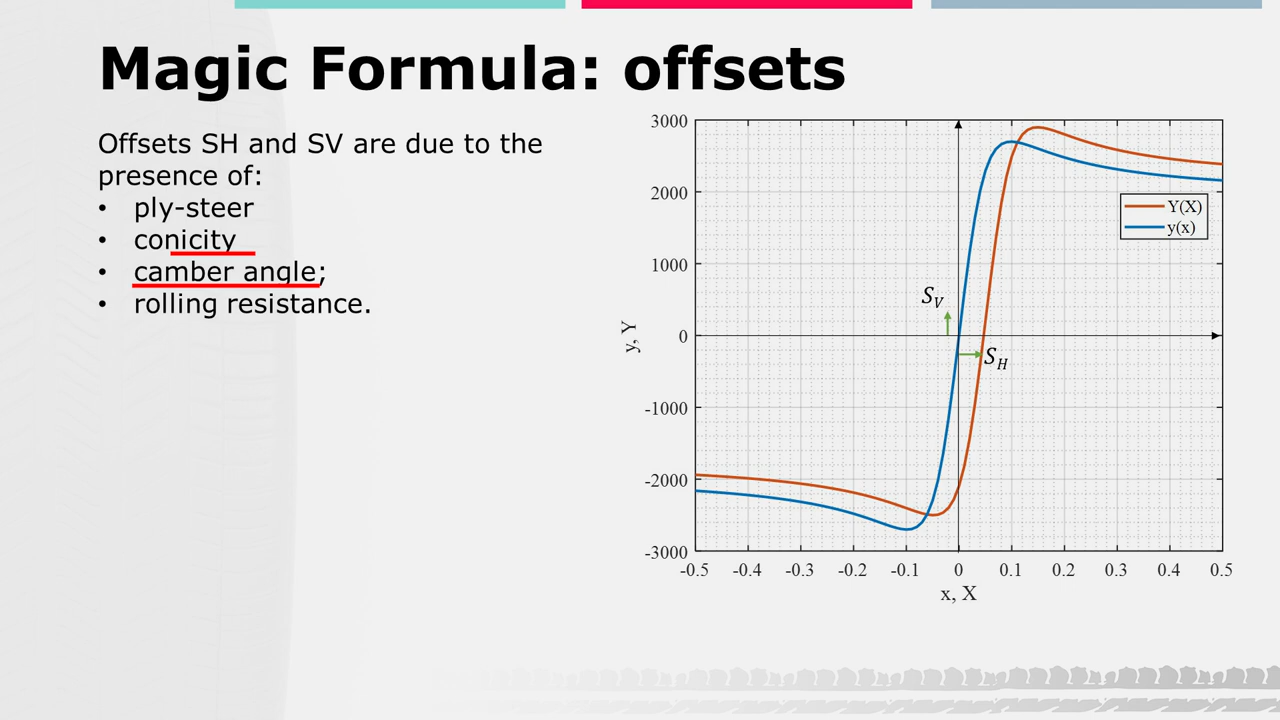 Magic Formula: offsets
Offsets SH and SV are due to the
presence of:
• ply-steer
• conicity
• camber angle;
• rolling resistance.
3000
2000
1000
0
-1000
-2000
-3000
y, Y
-0.5 -0.4 -0.3 -0.2 -0.1 0 0.1 0.2 0.3 0.4 0.5
x, X
Y(X)
y(x)
S_V
S_H